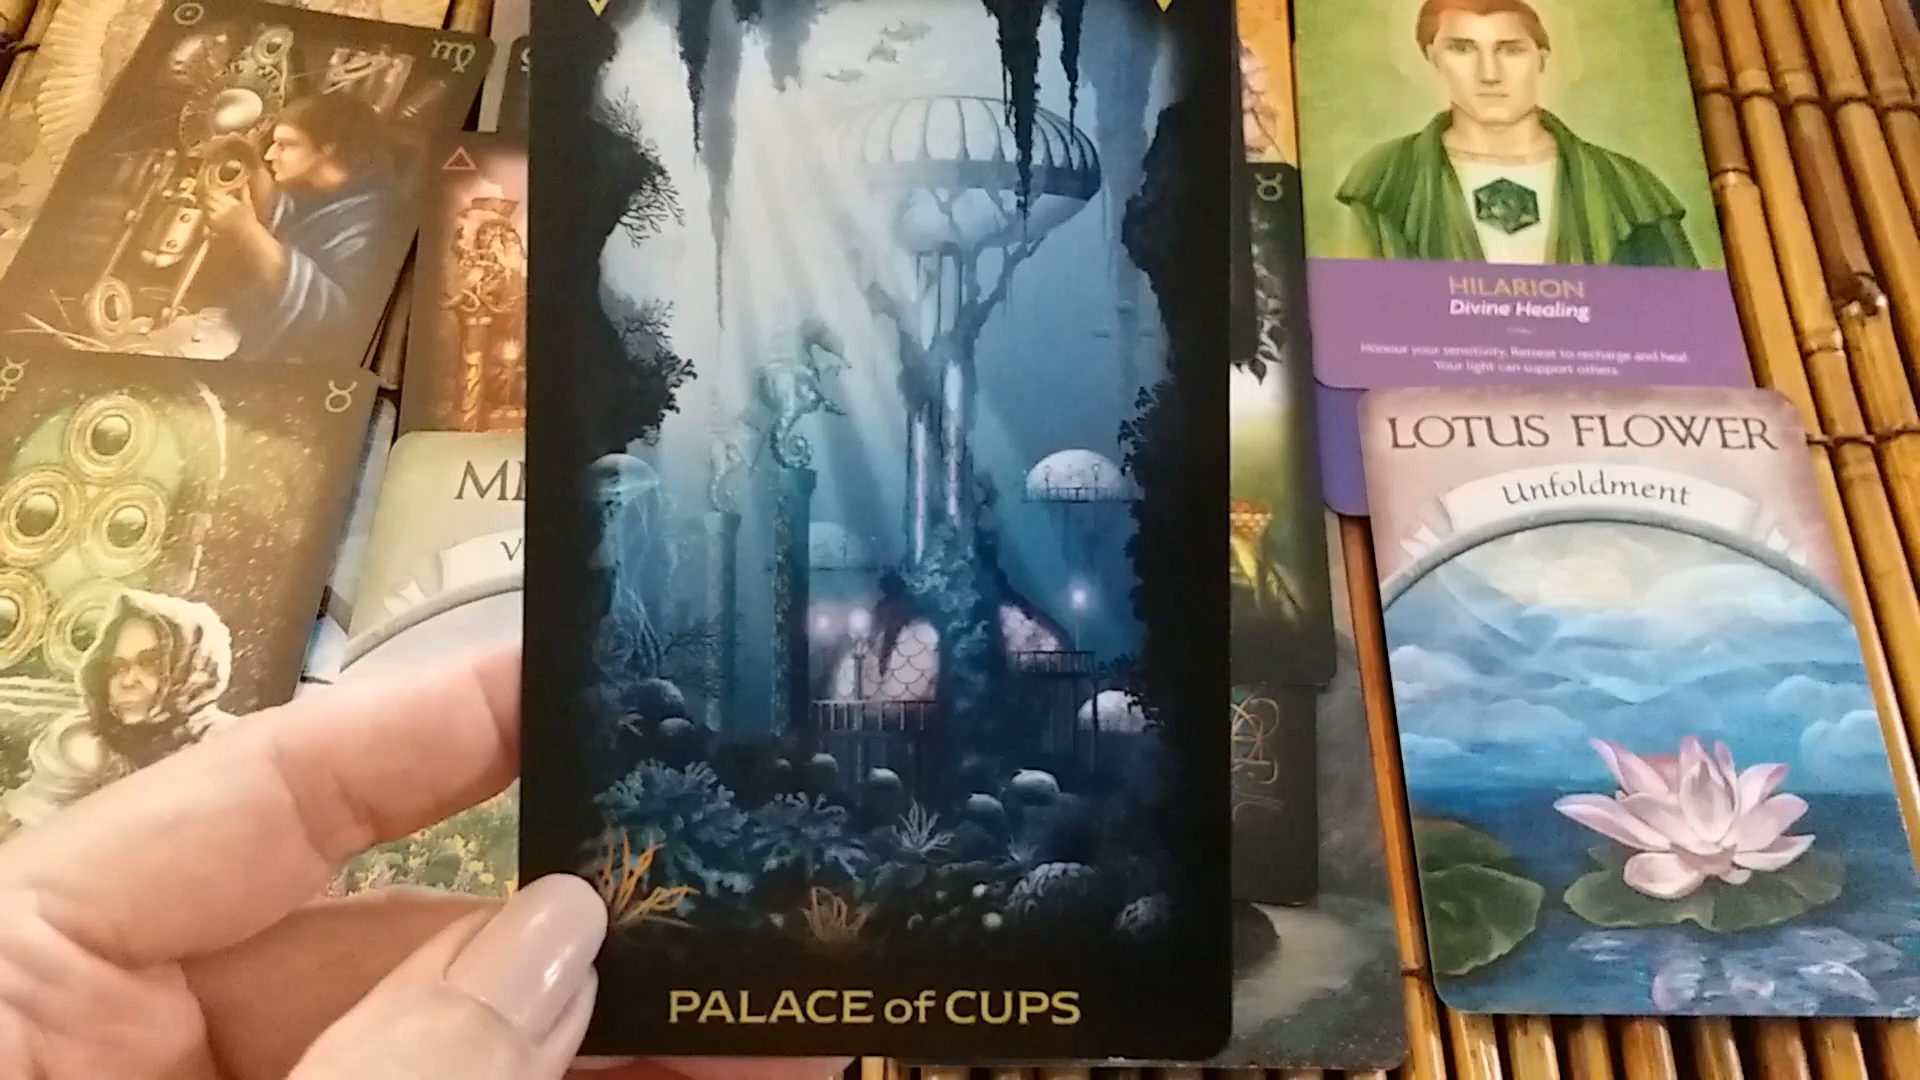 HILARION
Divine Healing
Honour your sensitivity. Retreat to recharge and heal.
Your light can support others.
LOTUS FLOWER
Unfoldment
PALACE of CUPS